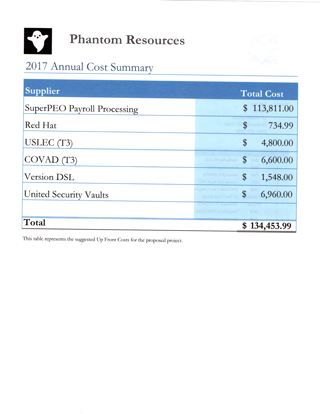 Phantom Resources
2017 Annual Cost Summary
Supplier Total Cost
SuperPEO Payroll Processing $ 113,811.00
Red Hat $ 734.99
USLEC (T3) $ 4,800.00
COVAD (T3) $ 6,600.00
Version DSL $ 1,548.00
United Security Vaults $ 6,960.00
Total $ 134,453.99
This table represents the suggested Up Front Costs for the proposed project.